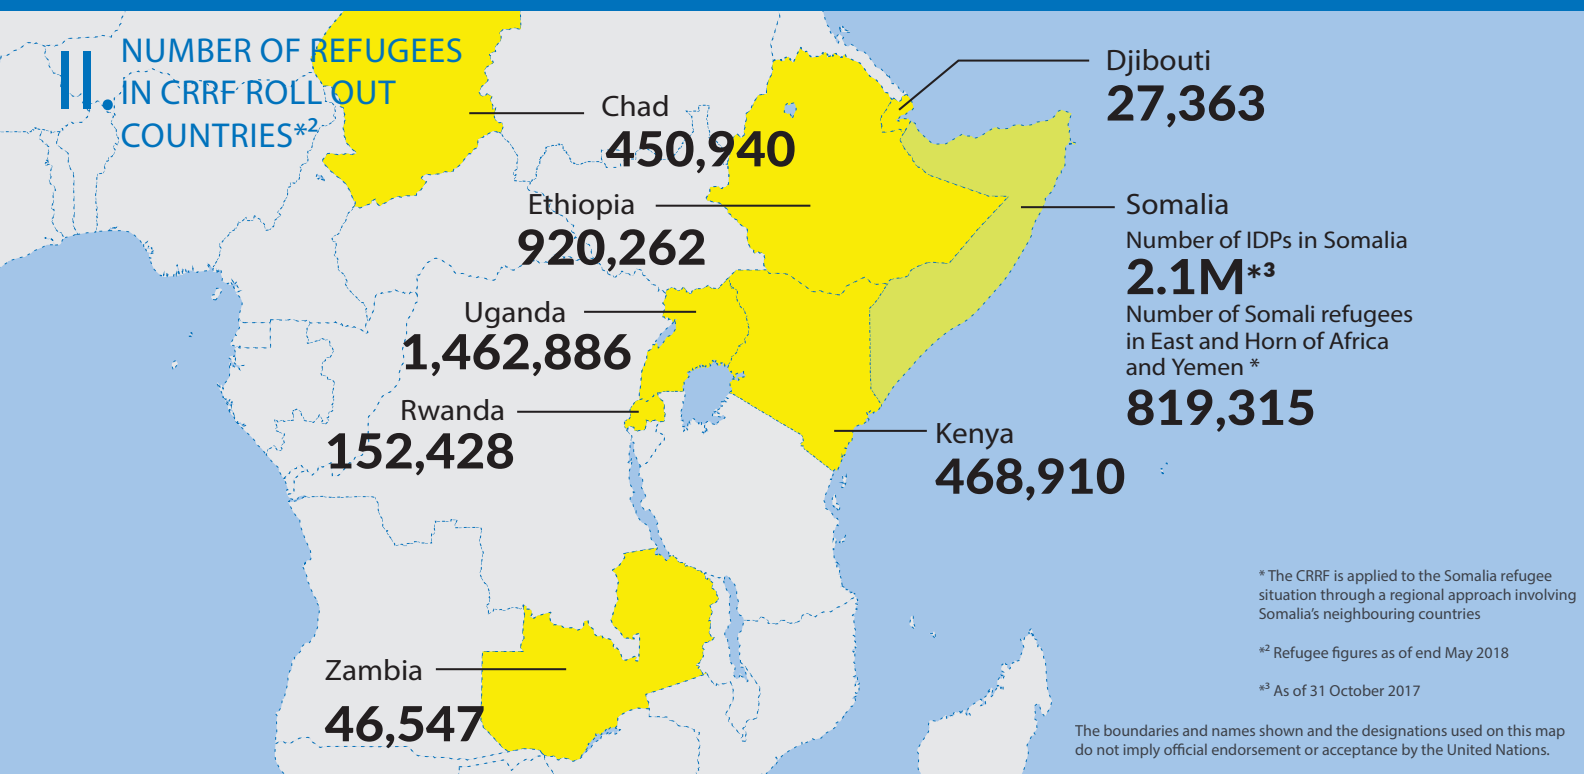 II. NUMBER OF REFUGEES
IN CRRF ROLL OUT
COUNTRIES*²
Chad
450,940
Ethiopia
920,262
Uganda
1,462,886
Rwanda
152,428
Zambia
46,547
Djibouti
27,363
Somalia
Number of IDPs in Somalia
2.1M*³
Number of Somali refugees
in East and Horn of Africa
and Yemen *
819,315
Kenya
468,910
* The CRRF is applied to the Somalia refugee
situation through a regional approach involving
Somalia's neighbouring countries
*² Refugee figures as of end May 2018
*³ As of 31 October 2017
The boundaries and names shown and the designations used on this map
do not imply official endorsement or acceptance by the United Nations.